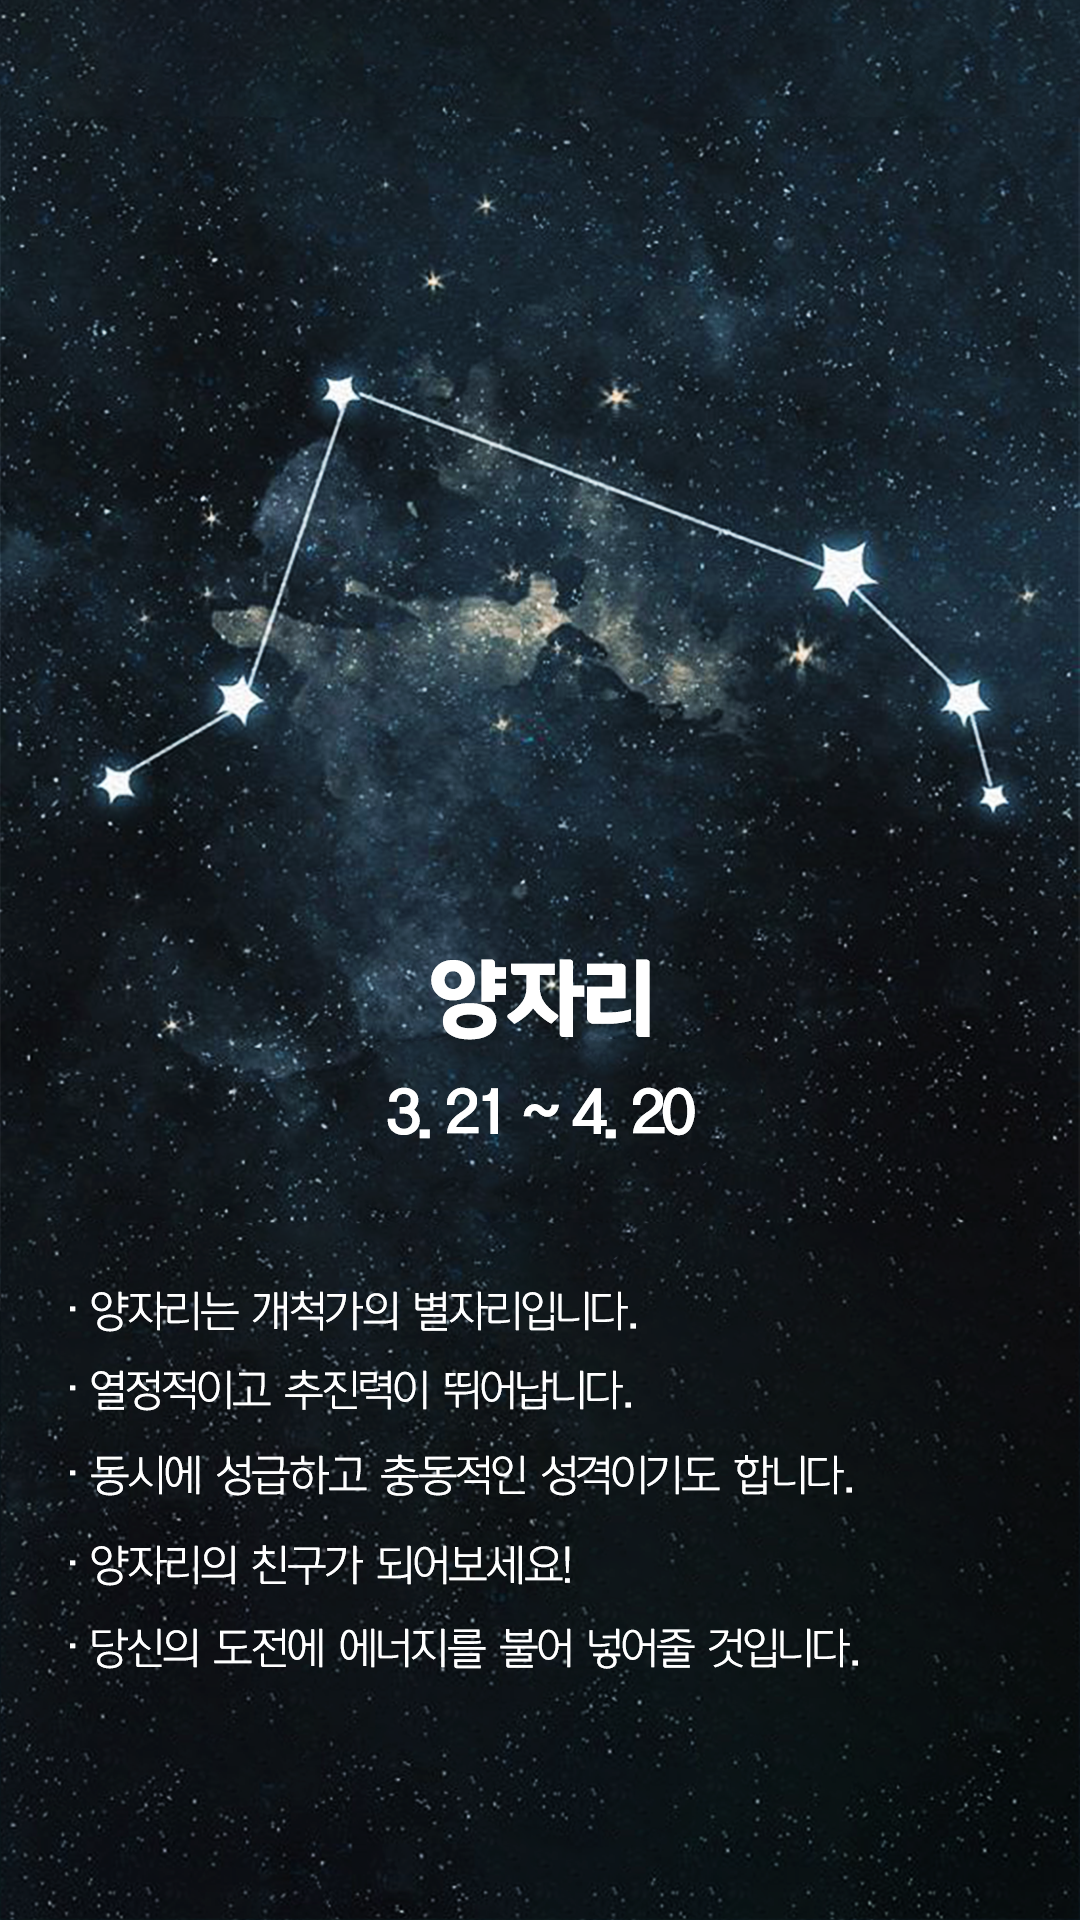 양자리
3. 21 ~ 4. 20
· 양자리는 개척가의 별자리입니다.
· 열정적이고 추진력이 뛰어납니다.
· 동시에 성급하고 충동적인 성격이기도 합니다.
· 양자리의 친구가 되어보세요!
· 당신의 도전에 에너지를 불어 넣어줄 것입니다.